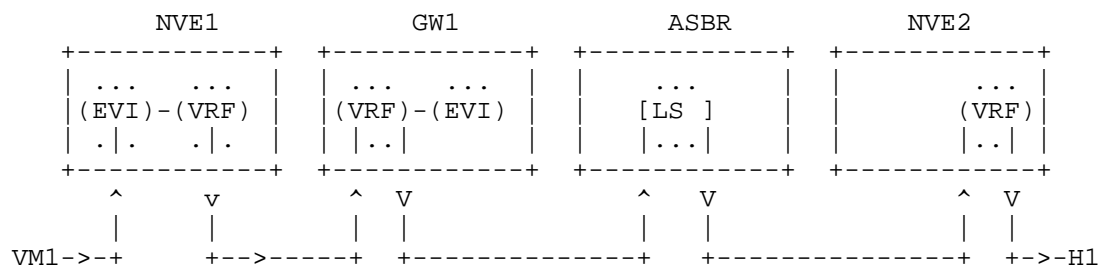 NVE1            GW1              ASBR             NVE2
     +------------+  +-------------+  +------------+  +------------+
     |  ...   ... |  |  ...   ...  |  |     ...    |  |        ... |
     |(EVI)-(VRF) |  |(VRF)-(EVI)  |  |   [LS ]    |  |       (VRF)|
     | .|.   .|.  |  | |..|        |  |   |...|    |  |       |..| |
     +------------+  +-------------+  +------------+  +------------+
        ^     v        ^  V               ^   V               ^  V
        |     |        |  |               |   |               |  |
 VM1->-+     +-->-----+  +--------------+   +---------------+  +->-H1